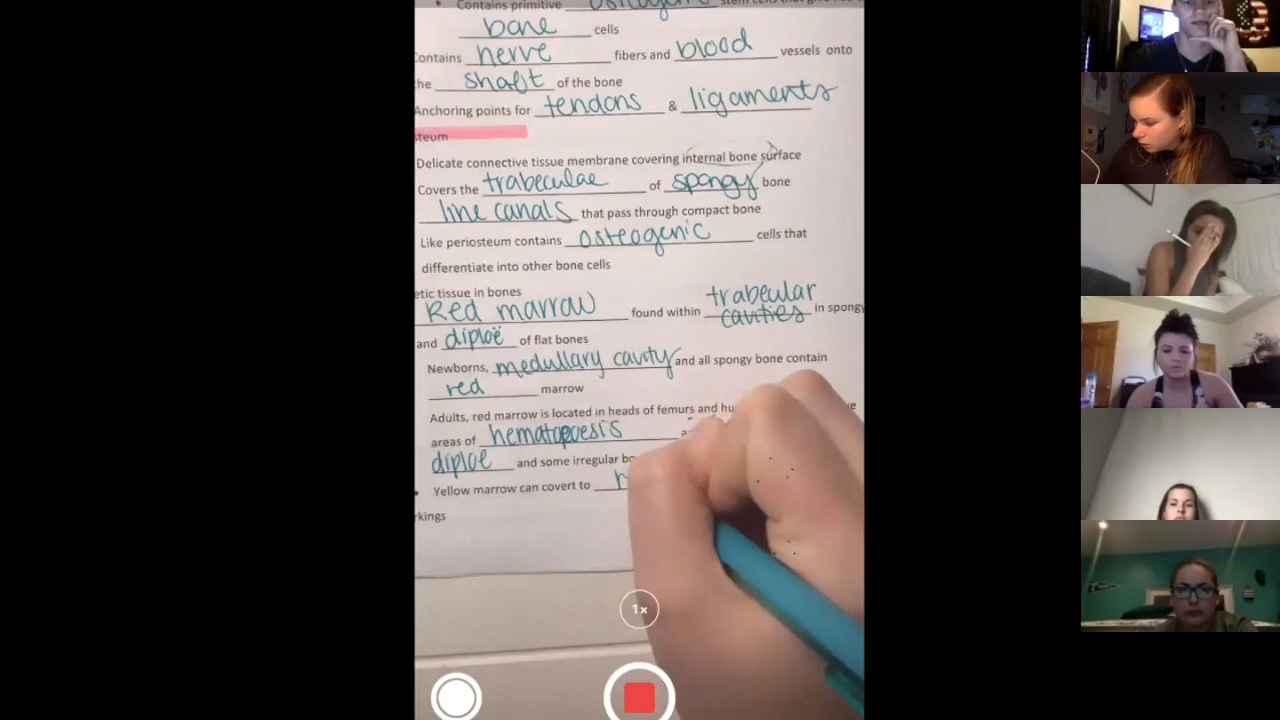 Contains primitive osteogenic stem cells that
bone cells
Contains nerve fibers and blood vessels onto
the shaft of the bone
Anchoring points for tendons & ligaments
steum
Delicate connective tissue membrane covering internal bone surface
Covers the trabeculae of spongy bone
line canals that pass through compact bone
Like periosteum contains osteogenic cells that
differentiate into other bone cells
etic tissue in bones
Red marrow found within trabecular cavities in spongy
and diploë of flat bones
Newborns, medullary cavity and all spongy bone contain
red marrow
Adults, red marrow is located in heads of femurs and hu
areas of hematopoesis
diploe and some irregular bo
Yellow marrow can covert to
rkings
1×